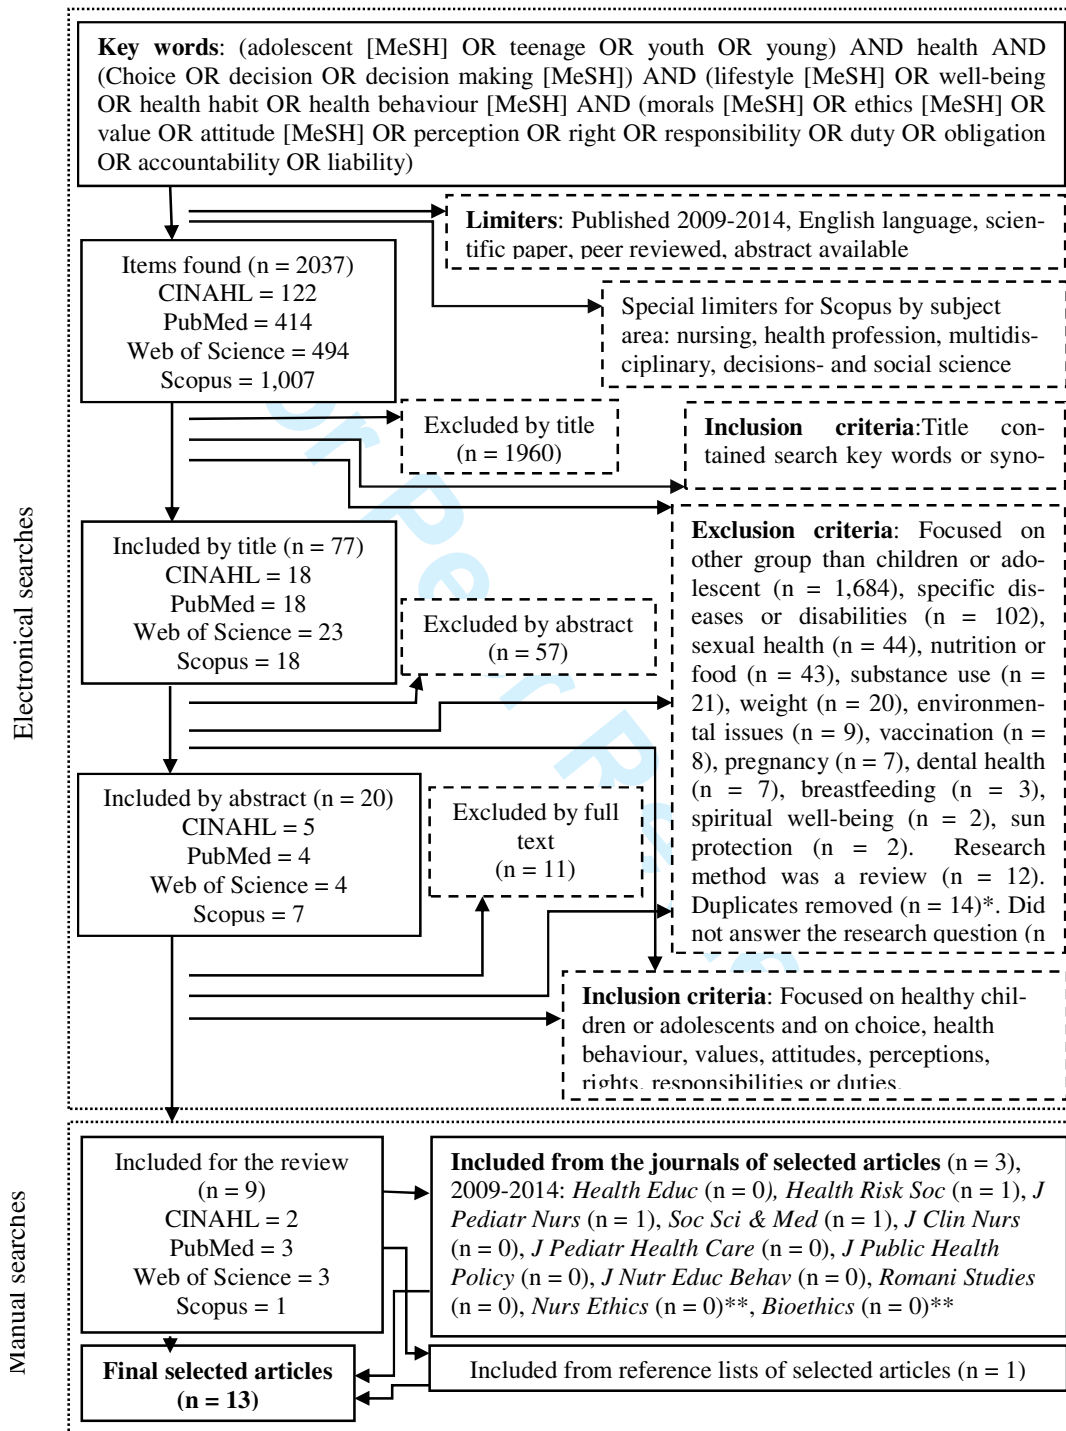 Key words: (adolescent [MeSH] OR teenage OR youth OR young) AND health AND
(Choice OR decision OR decision making [MeSH]) AND (lifestyle [MeSH] OR well-being
OR health habit OR health behaviour [MeSH] AND (morals [MeSH] OR ethics [MeSH] OR
value OR attitude [MeSH] OR perception OR right OR responsibility OR duty OR obligation
OR accountability OR liability)
Limiters: Published 2009-2014, English language, scien-
tific paper, peer reviewed, abstract available
Items found (n = 2037)
CINAHL = 122
PubMed = 414
Web of Science = 494
Scopus = 1,007
Special limiters for Scopus by subject
area: nursing, health profession, multidis-
ciplinary, decisions- and social science
Excluded by title
(n = 1960)
Inclusion criteria:Title con-
tained search key words or syno-
Included by title (n = 77)
CINAHL = 18
PubMed = 18
Web of Science = 23
Scopus = 18
Exclusion criteria: Focused on
other group than children or ado-
lescent (n = 1,684), specific dis-
eases or disabilities (n = 102),
sexual health (n = 44), nutrition or
food (n = 43), substance use (n =
21), weight (n = 20), environmen-
tal issues (n = 9), vaccination (n =
8), pregnancy (n = 7), dental health
(n = 7), breastfeeding (n = 3),
spiritual well-being (n = 2), sun
protection (n = 2). Research
method was a review (n = 12).
Duplicates removed (n = 14)*. Did
not answer the research question (n
Excluded by abstract
(n = 57)
Included by abstract (n = 20)
CINAHL = 5
PubMed = 4
Web of Science = 4
Scopus = 7
Excluded by full
text
(n = 11)
Inclusion criteria: Focused on healthy chil-
dren or adolescents and on choice, health
behaviour, values, attitudes, perceptions,
rights, responsibilities or duties.
Electronical searches
Included for the review
(n = 9)
CINAHL = 2
PubMed = 3
Web of Science = 3
Scopus = 1
Included from the journals of selected articles (n = 3),
2009-2014: Health Educ (n = 0), Health Risk Soc (n = 1), J
Pediatr Nurs (n = 1), Soc Sci & Med (n = 1), J Clin Nurs
(n = 0), J Pediatr Health Care (n = 0), J Public Health
Policy (n = 0), J Nutr Educ Behav (n = 0), Romani Studies
(n = 0), Nurs Ethics (n = 0)**, Bioethics (n = 0)**
Final selected articles
(n = 13)
Included from reference lists of selected articles (n = 1)
Manual searches